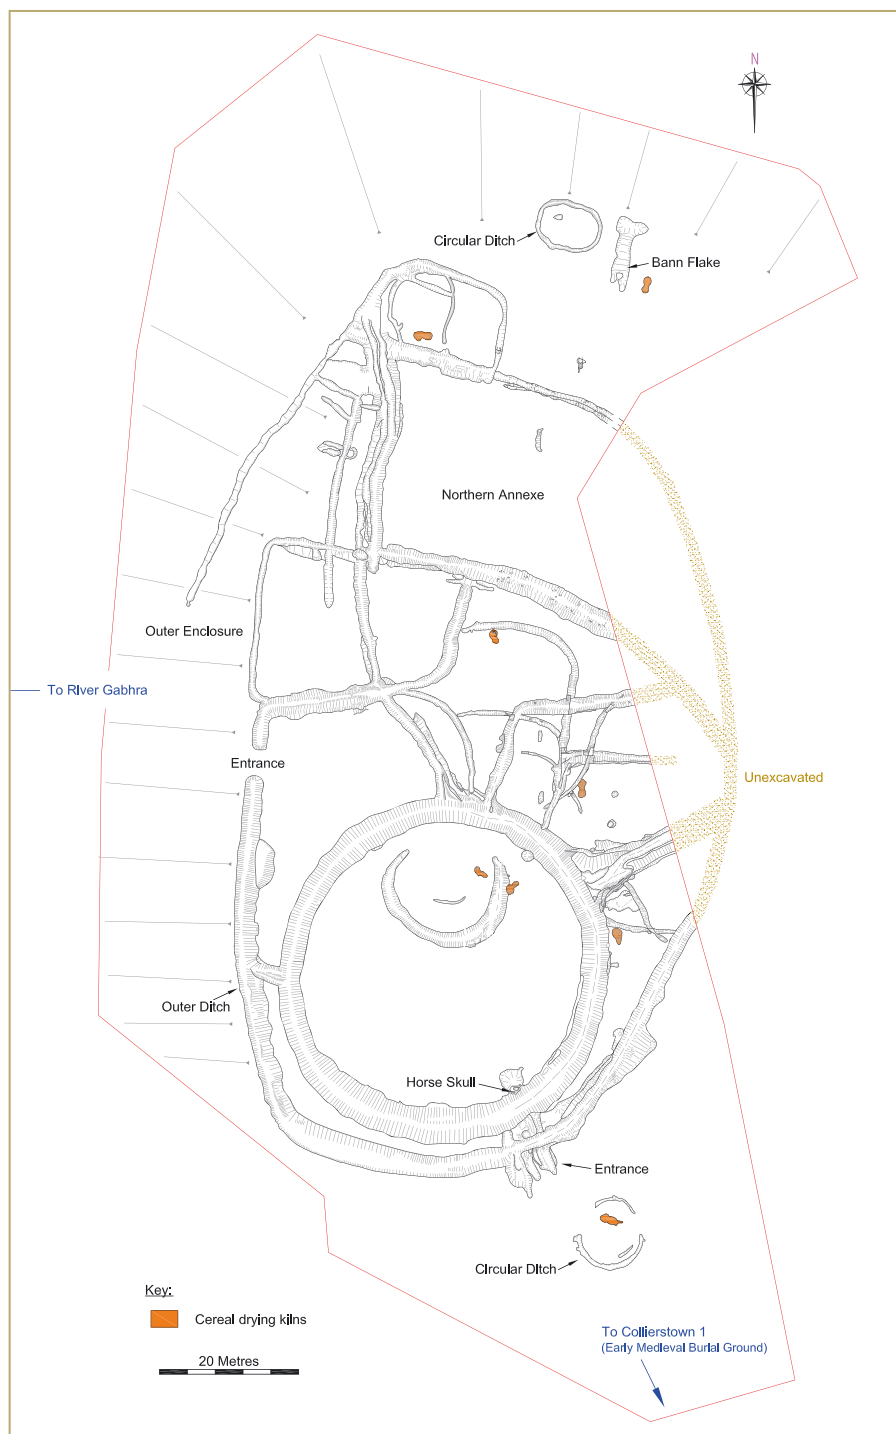 N
Circular Ditch
Bann Flake
Northern Annexe
Outer Enclosure
To River Gabhra
Entrance
Unexcavated
Outer Ditch
Horse Skull
Entrance
Circular Ditch
Key:
Cereal drying kilns
20 Metres
To Collierstown 1
(Early Medieval Burial Ground)